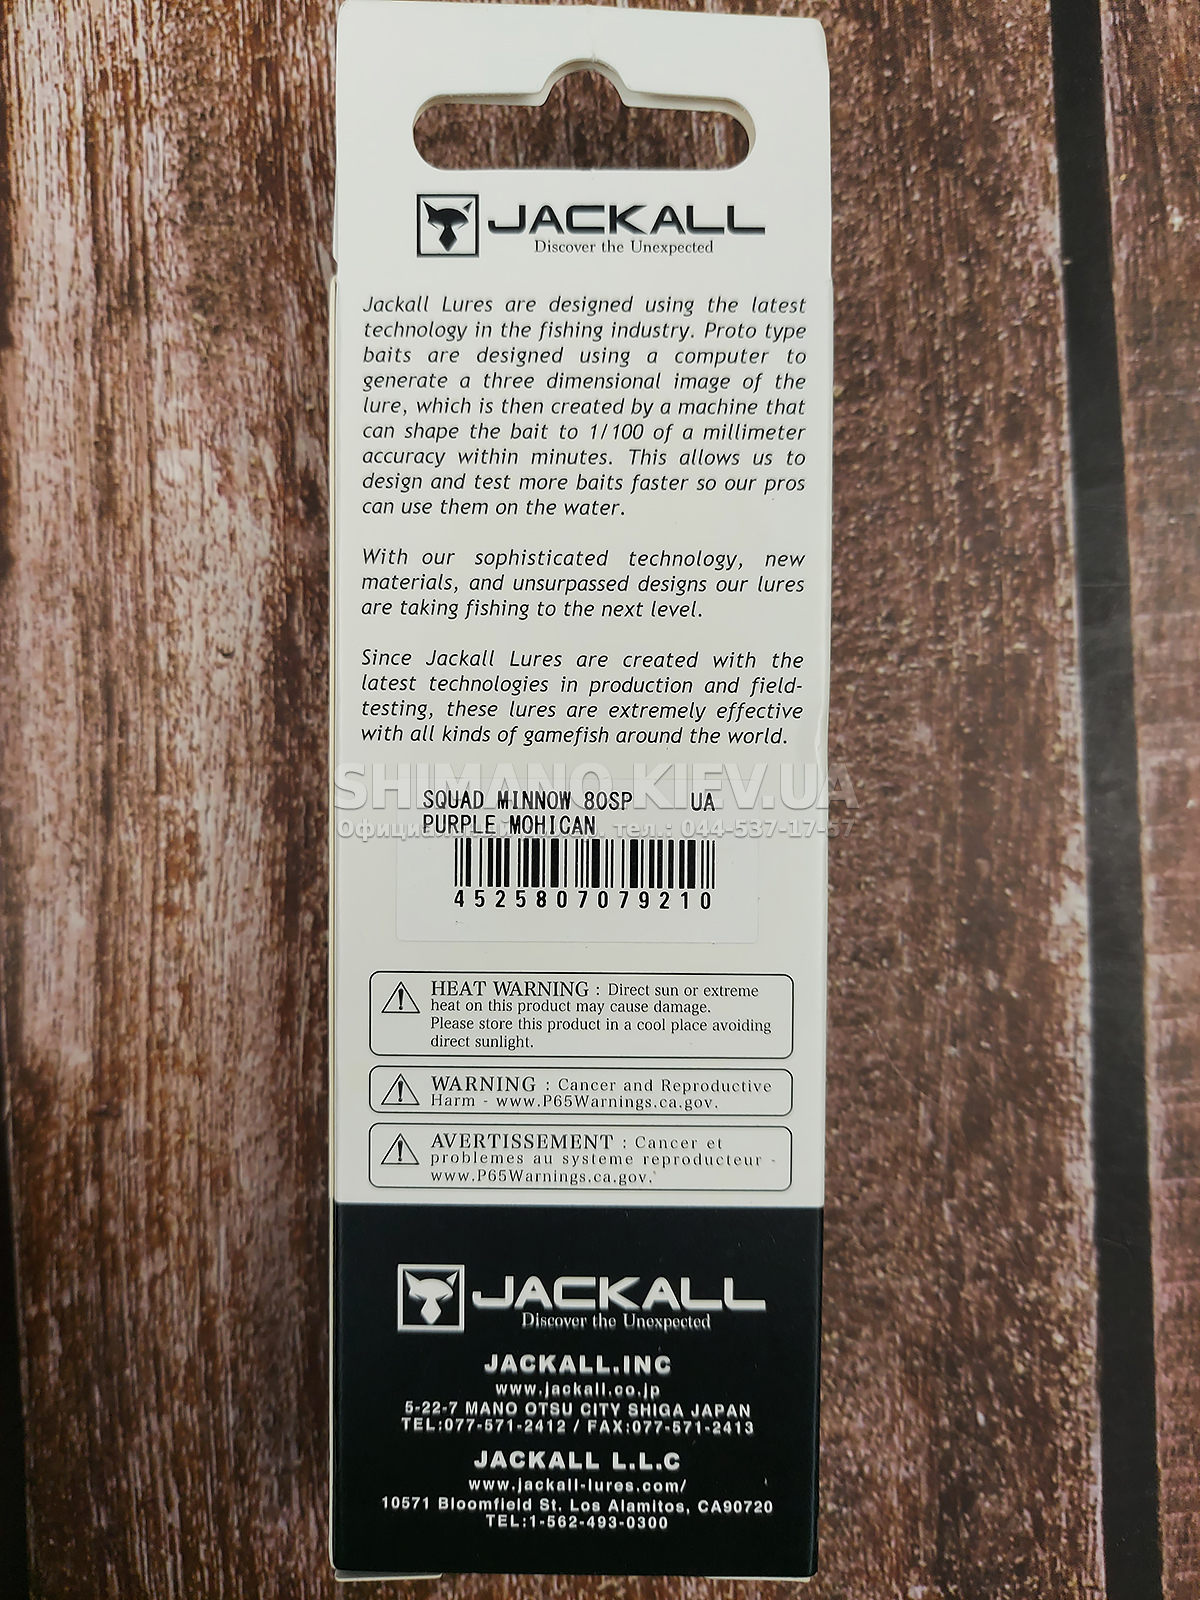 JACKALL
Discover the Unexpected
Jackall Lures are designed using the latest
technology in the fishing industry. Proto type
baits are designed using a computer to
generate a three dimensional image of the
lure, which is then created by a machine that
can shape the bait to 1/100 of a millimeter
accuracy within minutes. This allows us to
design and test more baits faster so our pros
can use them on the water.
With our sophisticated technology, new
materials, and unsurpassed designs our lures
are taking fishing to the next level.
Since Jackall Lures are created with the
latest technologies in production and field-
testing, these lures are extremely effective
with all kinds of gamefish around the world.
SHIMANO.KIEV.UA
SQUAD MINNOW 80SP UA
тел.: 044-537-17-57
PURPLE MOHICAN
4525807079210
HEAT WARNING : Direct sun or extreme
heat on this product may cause damage.
Please store this product in a cool place avoiding
direct sunlight.
WARNING : Cancer and Reproductive
Harm - www.P65Warnings.ca.gov.
AVERTISSEMENT : Cancer et
problemes au systeme reproducteur -
www.P65Warnings.ca.gov.
JACKALL
Discover the Unexpected
JACKALL.INC
www.jackall.co.jp
5-22-7 MANO OTSU CITY SHIGA JAPAN
TEL:077-571-2412 / FAX:077-571-2413
JACKALL L.L.C
www.jackall-lures.com/
10571 Bloomfield St. Los Alamitos, CA90720
TEL:1-562-493-0300